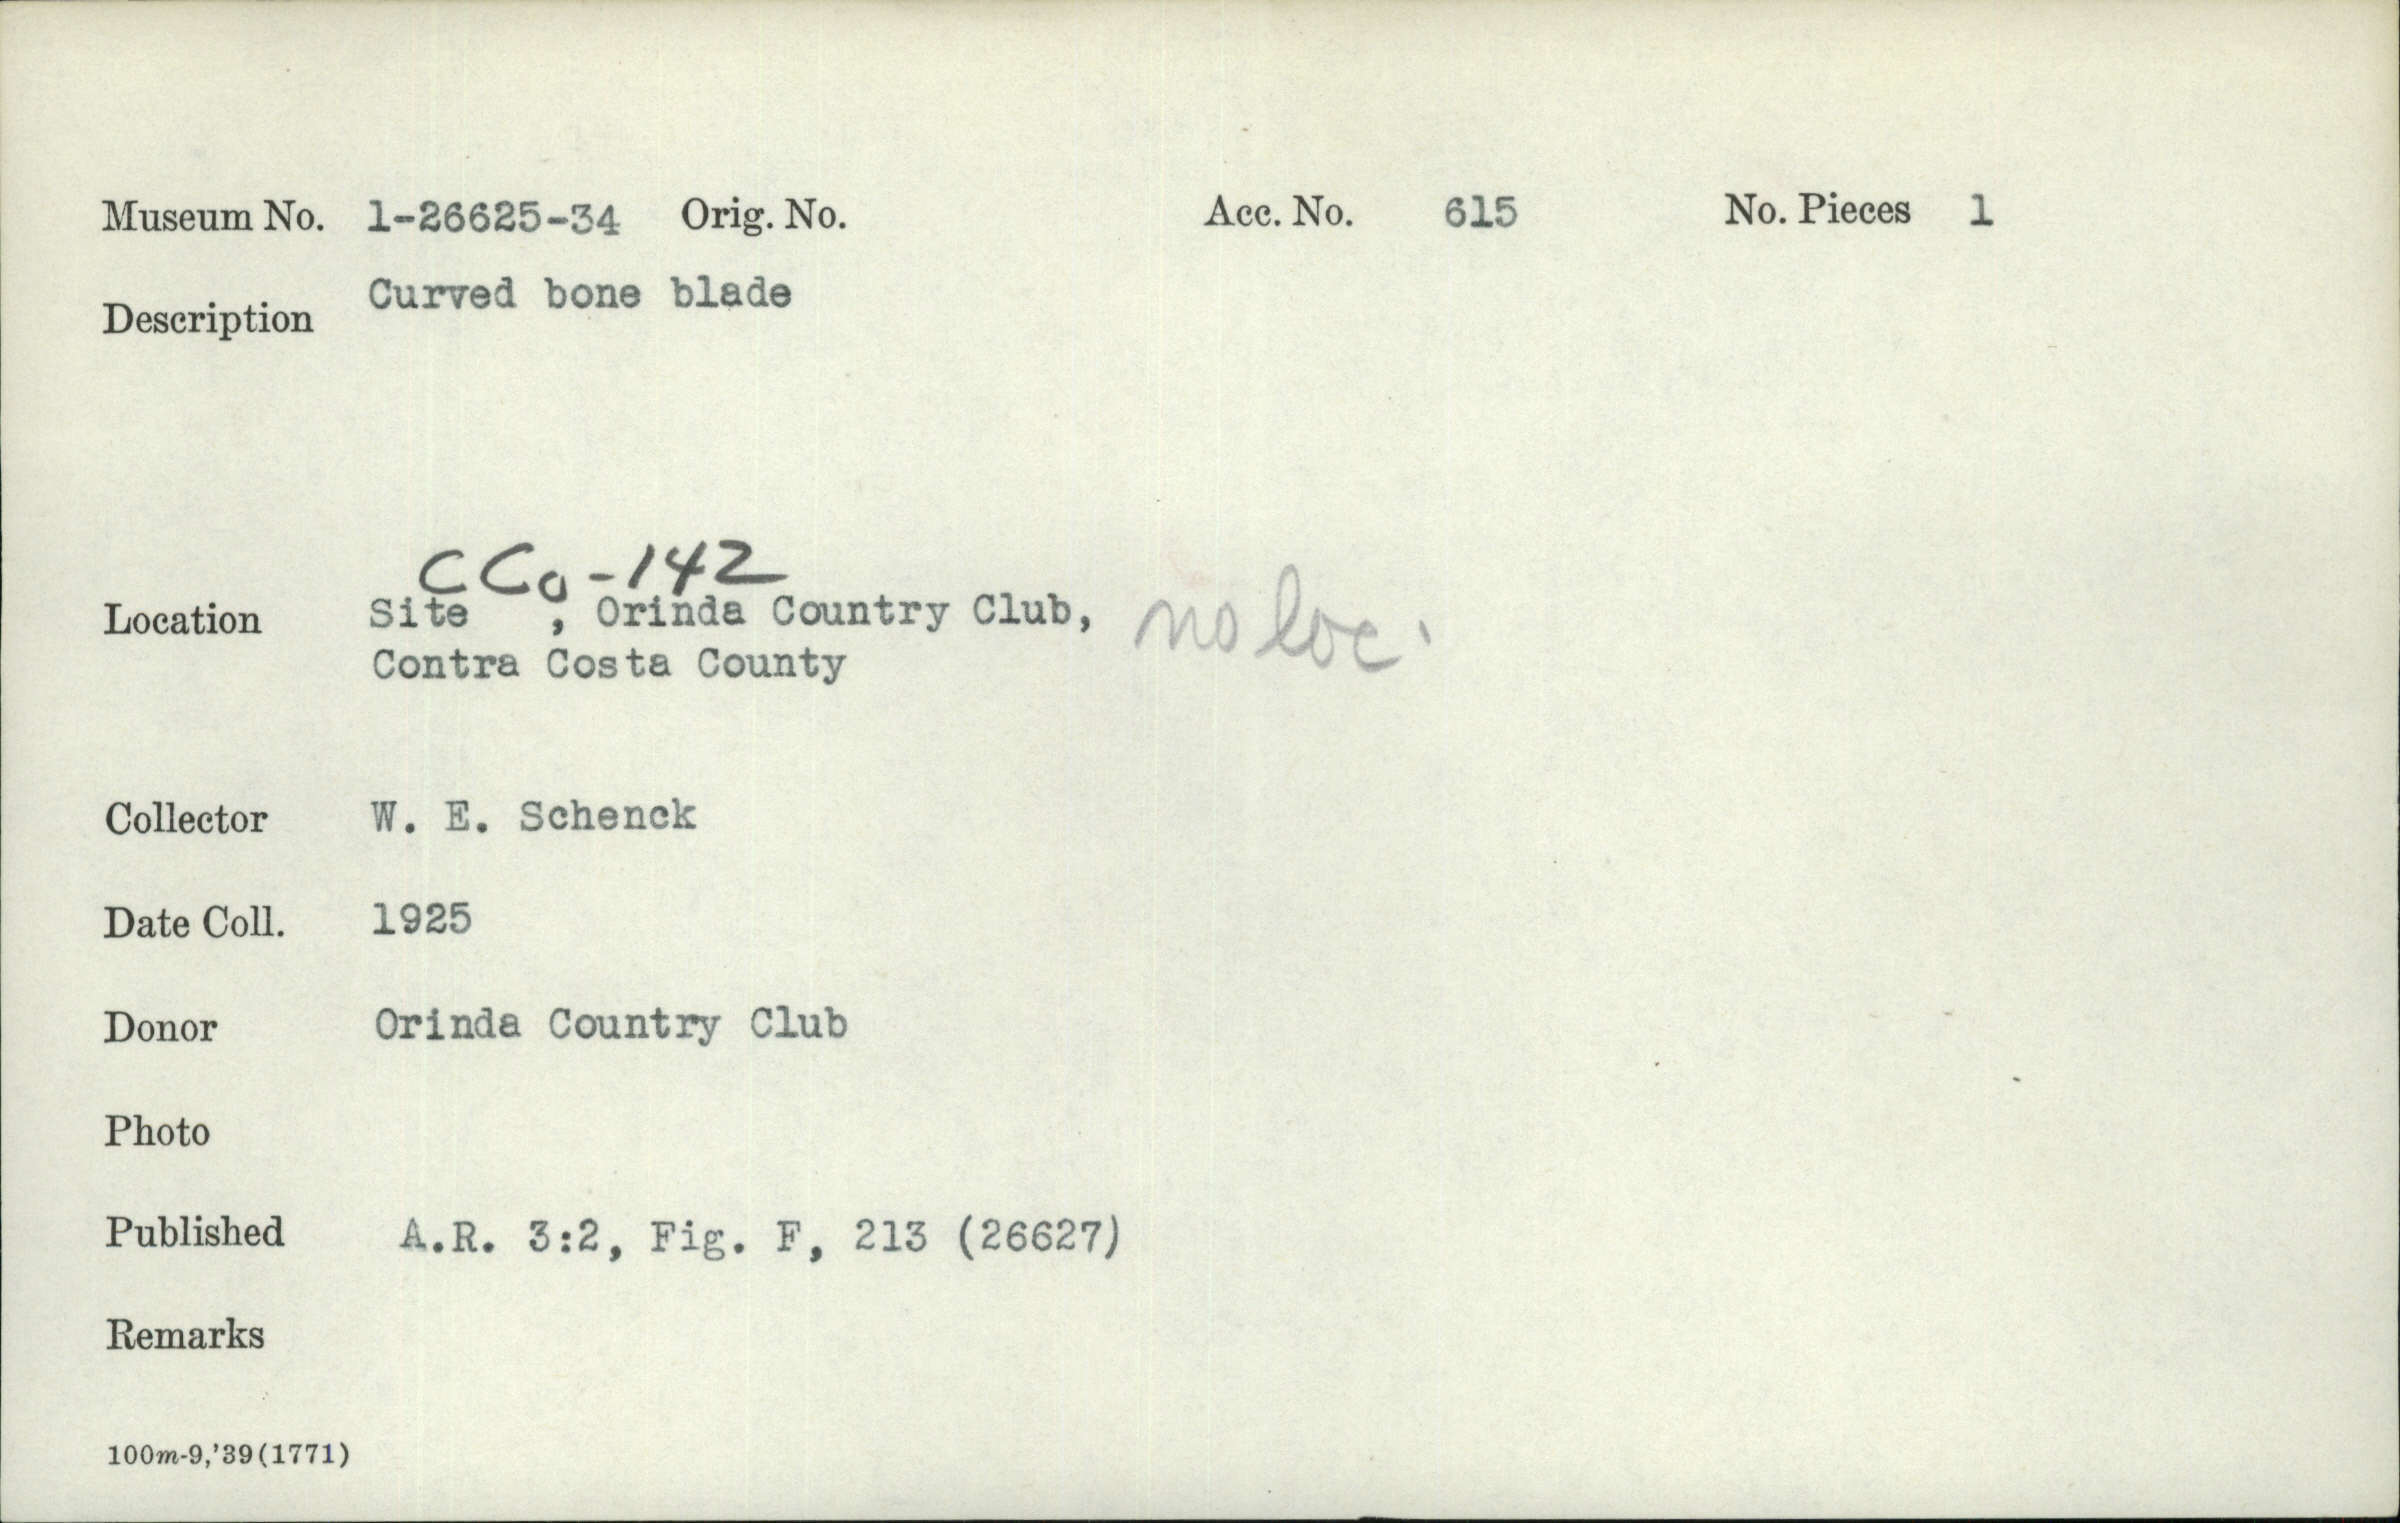 Museum No. 1-26625-34 Orig. No. Acc. No. 615 No. Pieces 1
Description Curved bone blade
CCo-142
Location Site , Orinda Country Club, no loc.
Contra Costa County
Collector W. E. Schenck
Date Coll. 1925
Donor Orinda Country Club
Photo
Published A.R. 3:2, Fig. F, 213 (26627)
Remarks
100m-9,'39(1771)